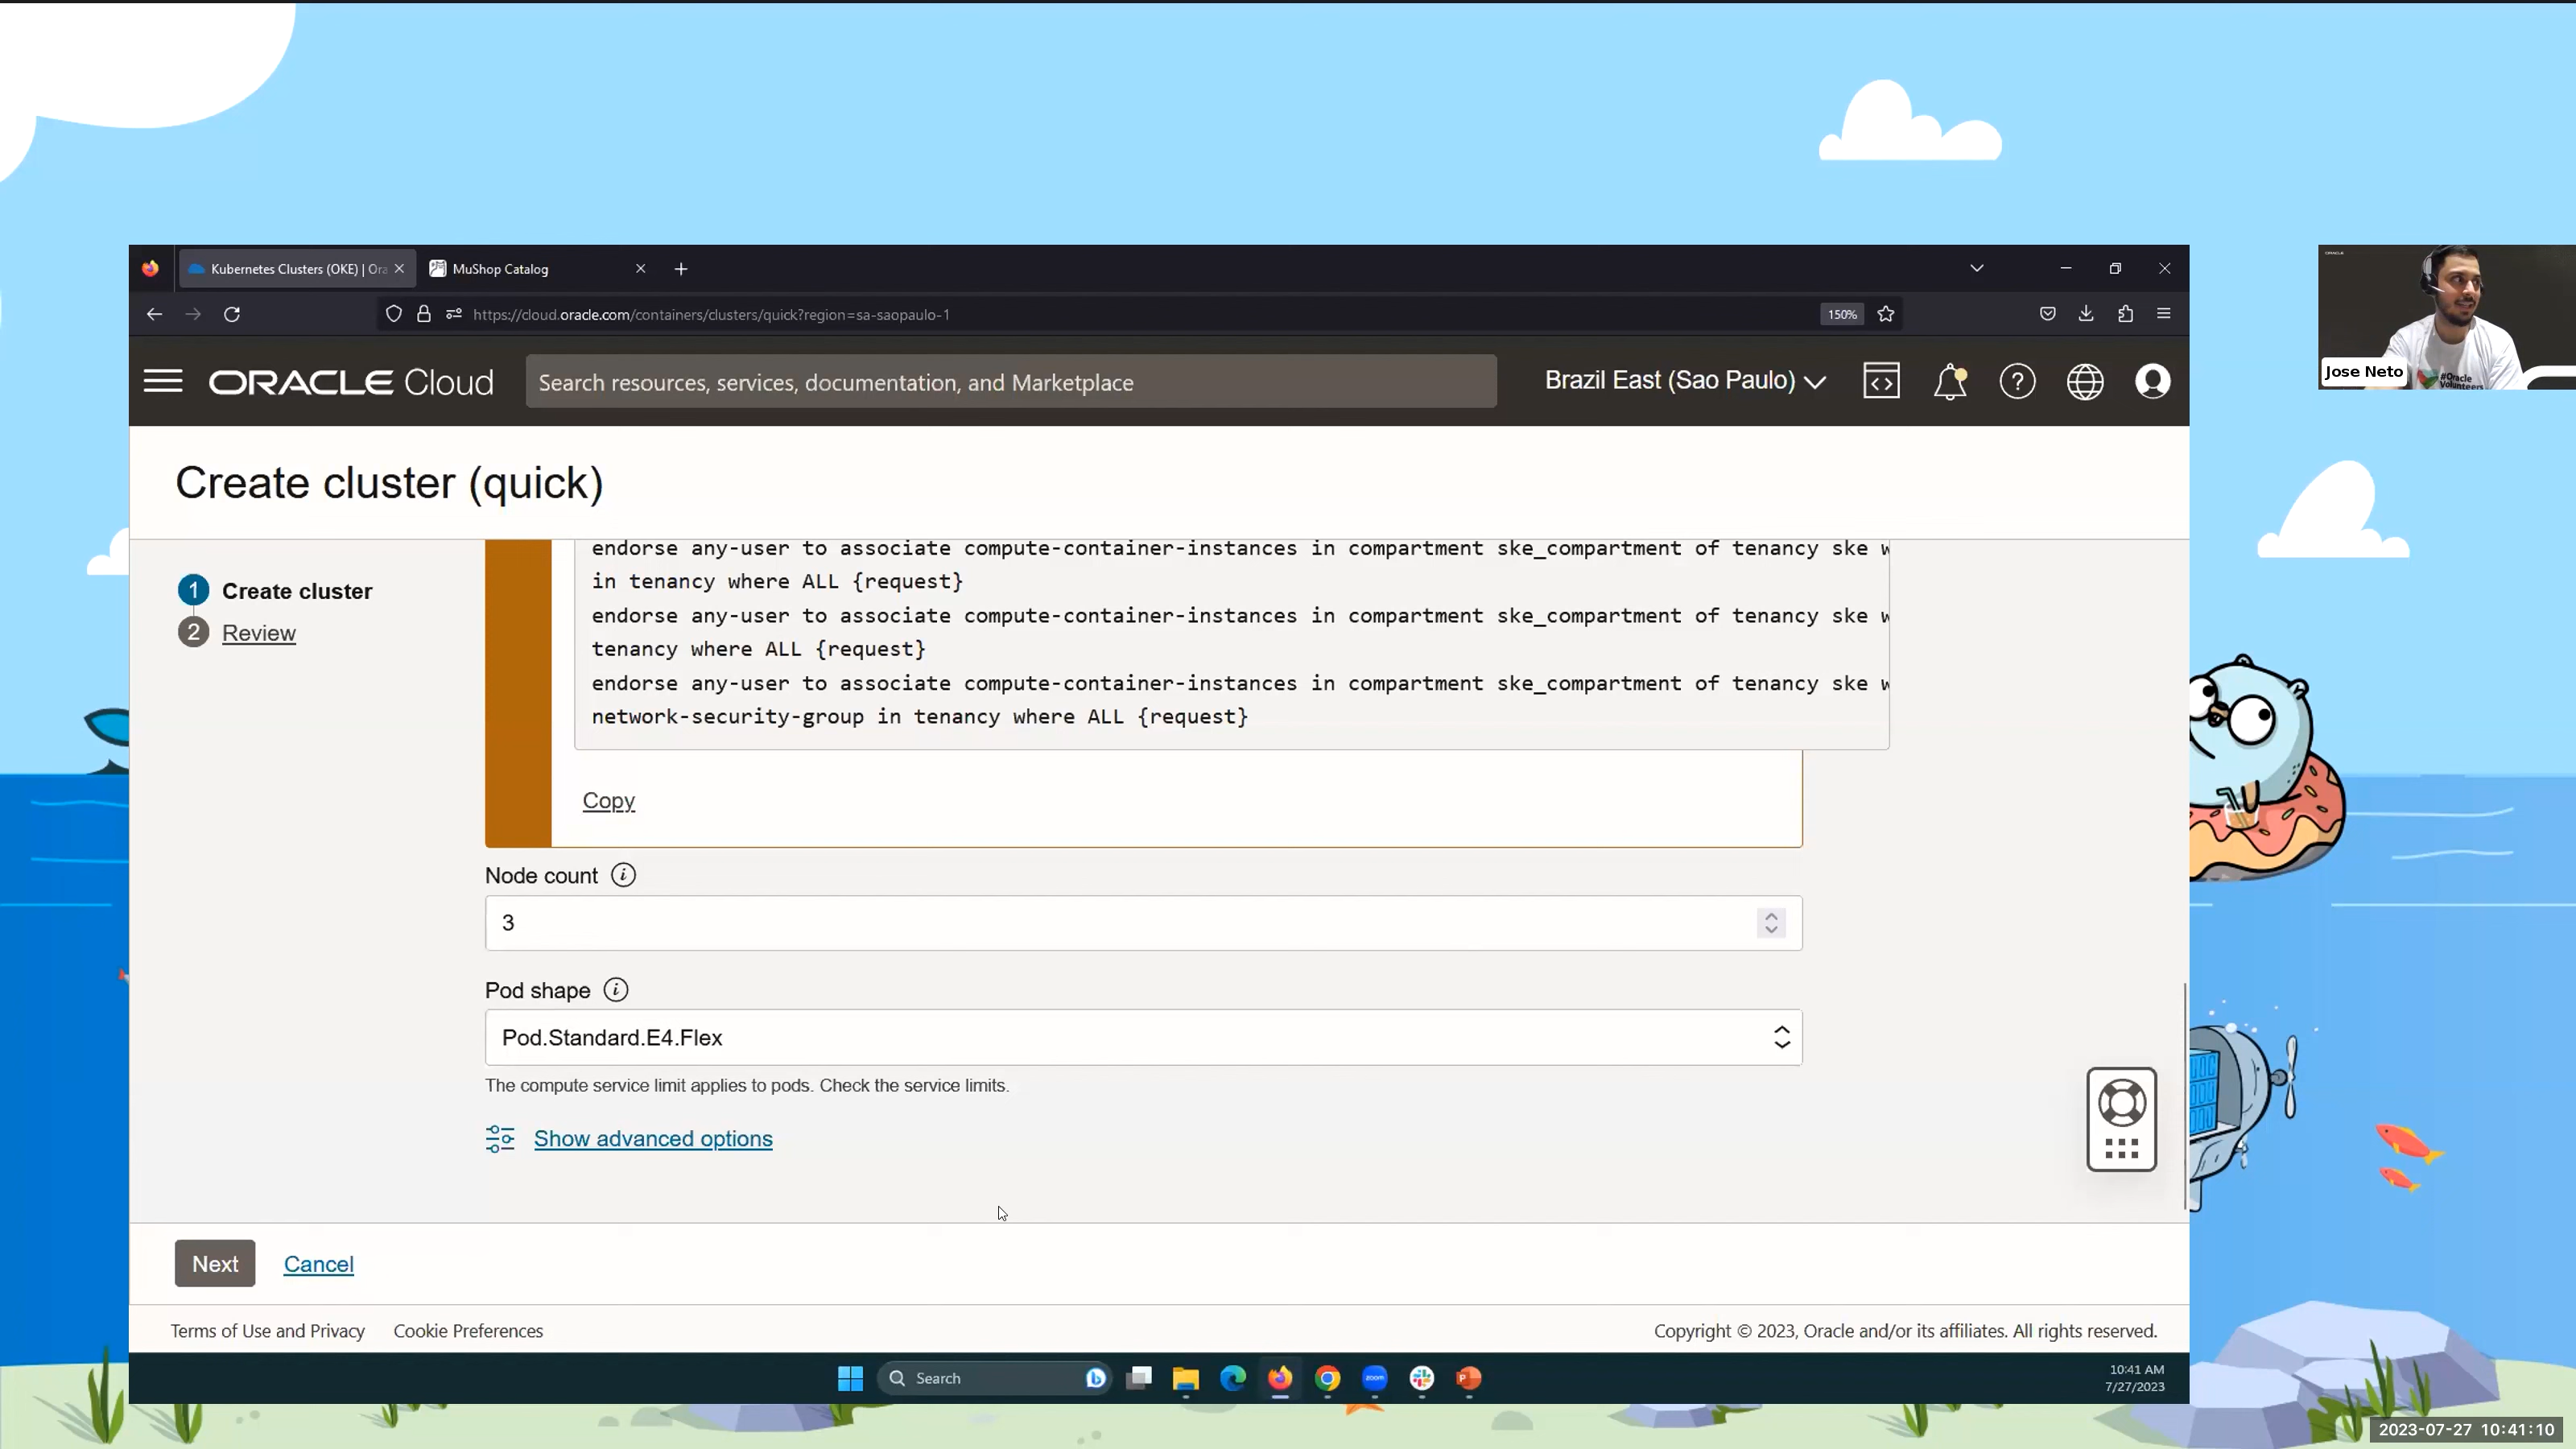 Kubernetes Clusters (OKE) | Ora
MuShop Catalog
https://cloud.oracle.com/containers/clusters/quick?region=sa-saopaulo-1
150%
ORACLE Cloud
Search resources, services, documentation, and Marketplace
Brazil East (Sao Paulo)
ORACLE
#Oracle
Volunteers
Jose Neto
Create cluster (quick)
1 Create cluster
2 Review
endorse any-user to associate compute-container-instances in compartment ske_compartment of tenancy ske w
in tenancy where ALL {request}
endorse any-user to associate compute-container-instances in compartment ske_compartment of tenancy ske w
tenancy where ALL {request}
endorse any-user to associate compute-container-instances in compartment ske_compartment of tenancy ske w
network-security-group in tenancy where ALL {request}
Copy
Node count
3
Pod shape
Pod.Standard.E4.Flex
The compute service limit applies to pods. Check the service limits.
Show advanced options
Next Cancel
Terms of Use and Privacy Cookie Preferences
Copyright © 2023, Oracle and/or its affiliates. All rights reserved.
Search
zoom
10:41 AM
7/27/2023
2023-07-27 10:41:10